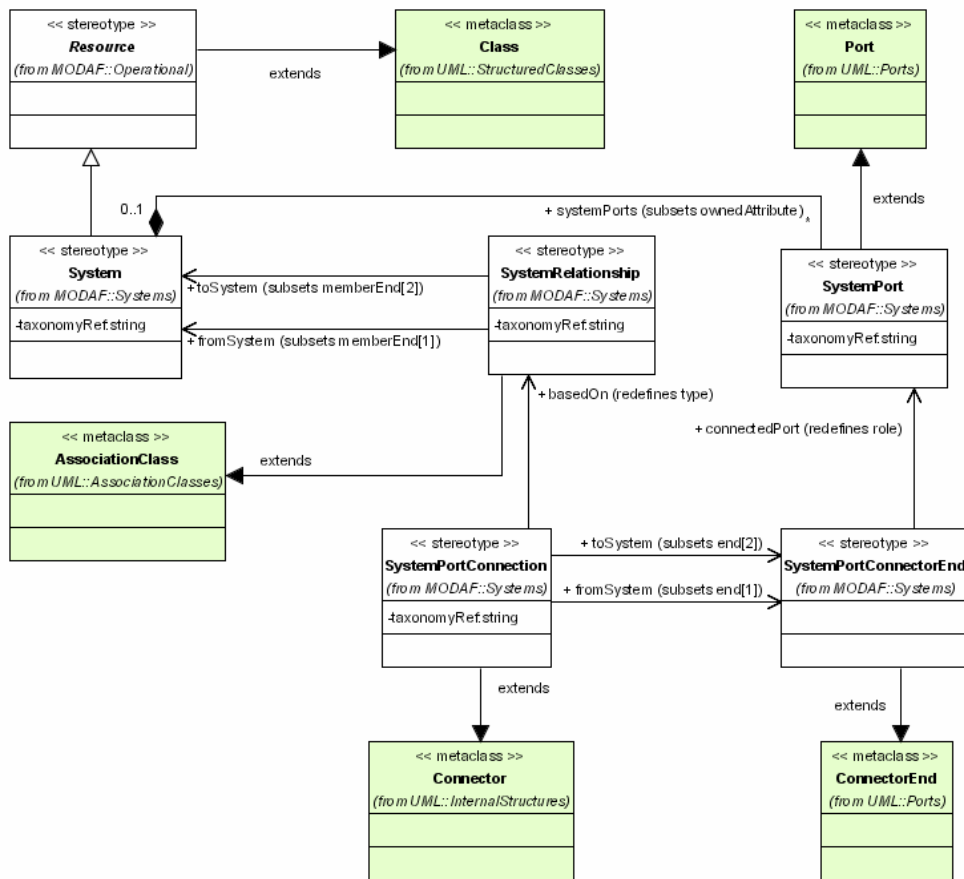 << stereotype >>
Resource
(from MODAF::Operational)
extends
<< metaclass >>
Class
(from UML::StructuredClasses)
<< metaclass >>
Port
(from UML::Ports)
extends
0..1
+ systemPorts (subsets ownedAttribute)
*
<< stereotype >>
System
(from MODAF::Systems)
-taxonomyRef:string
+ toSystem (subsets memberEnd[2])
+ fromSystem (subsets memberEnd[1])
<< stereotype >>
SystemRelationship
(from MODAF::Systems)
-taxonomyRef:string
<< stereotype >>
SystemPort
(from MODAF::Systems)
-taxonomyRef:string
+ basedOn (redefines type)
+ connectedPort (redefines role)
<< metaclass >>
AssociationClass
(from UML::AssociationClasses)
extends
<< stereotype >>
SystemPortConnection
(from MODAF::Systems)
-taxonomyRef:string
+ toSystem (subsets end[2])
+ fromSystem (subsets end[1])
<< stereotype >>
SystemPortConnectorEnd
(from MODAF::Systems)
extends
extends
<< metaclass >>
Connector
(from UML::InternalStructures)
<< metaclass >>
ConnectorEnd
(from UML::Ports)